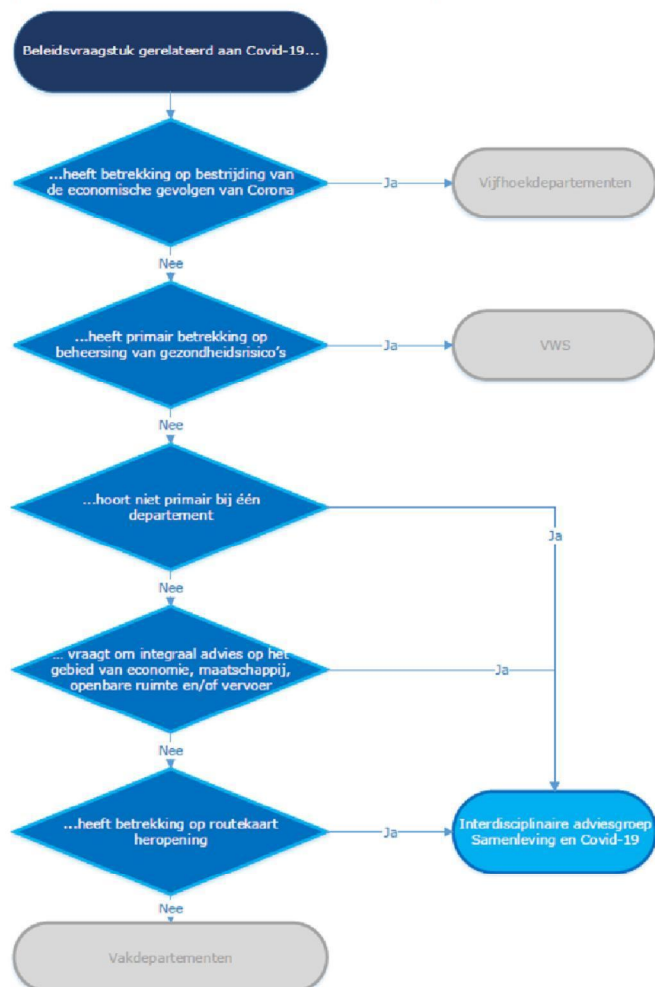 Beleidsvraagstuk gerelateerd aan Covid-19...
...heeft betrekking op bestrijding van
de economische gevolgen van Corona
Ja
Vijfhoekdepartementen
Nee
...heeft primair betrekking op
beheersing van gezondheidsrisico's
Ja
VWS
Nee
...hoort niet primair bij één
departement
Ja
Nee
... vraagt om integraal advies op het
gebied van economie, maatschappij,
openbare ruimte en/of vervoer
Ja
Nee
...heeft betrekking op routekaart
heropening
Ja
Interdisciplinaire adviesgroep
Samenleving en Covid-19
Nee
Vakdepartementen